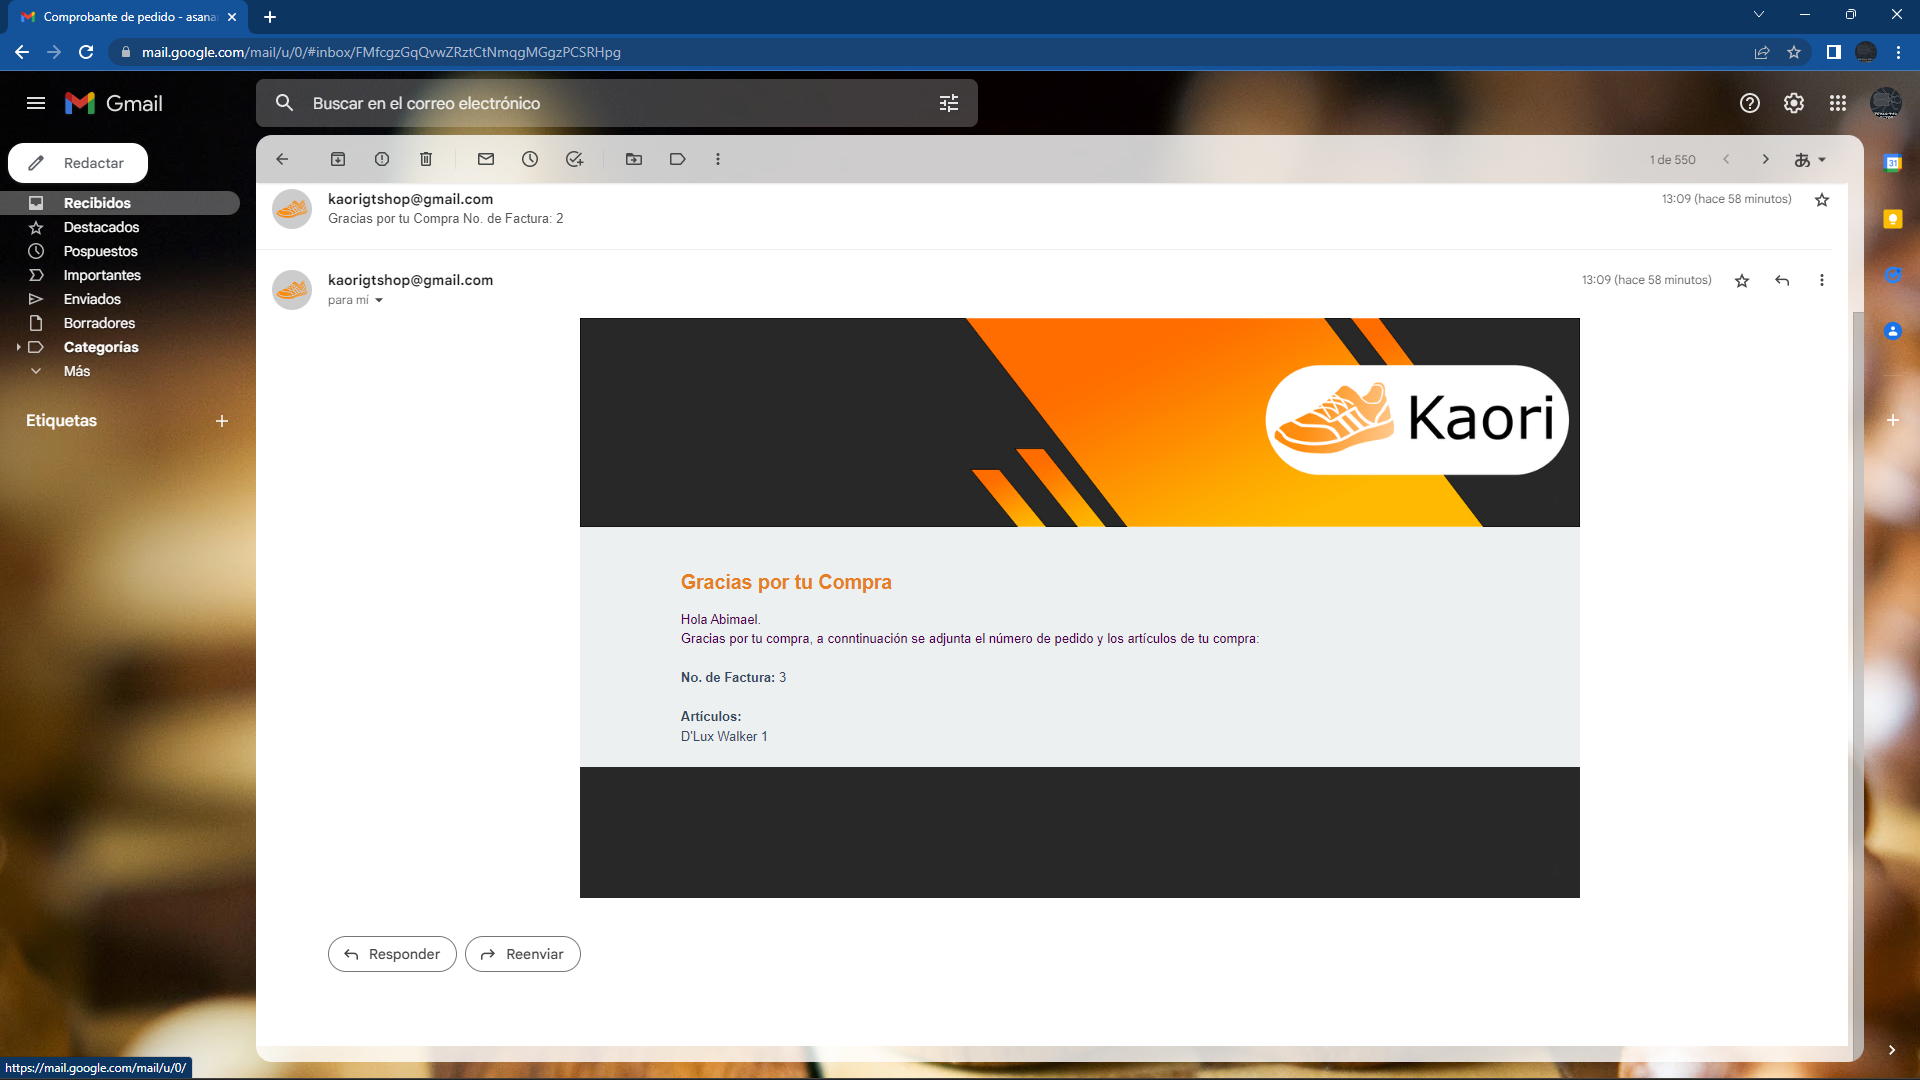 Comprobante de pedido - asana
mail.google.com/mail/u/0/#inbox/FMfcgzGqQvwZRztCtNmqgMGgzPCSRHpg
Gmail
Buscar en el correo electrónico
Redactar
Recibidos
Destacados
Pospuestos
Importantes
Enviados
Borradores
Categorías
Más
Etiquetas
1 de 550
あ
31
kaorigtshop@gmail.com
13:09 (hace 58 minutos)
Gracias por tu Compra No. de Factura: 2
kaorigtshop@gmail.com
13:09 (hace 58 minutos)
para mí
Kaori
Gracias por tu Compra
Hola Abimael.
Gracias por tu compra, a conntinuación se adjunta el número de pedido y los artículos de tu compra:
No. de Factura: 3
Artículos:
D'Lux Walker 1
Responder
Reenviar
https://mail.google.com/mail/u/0/